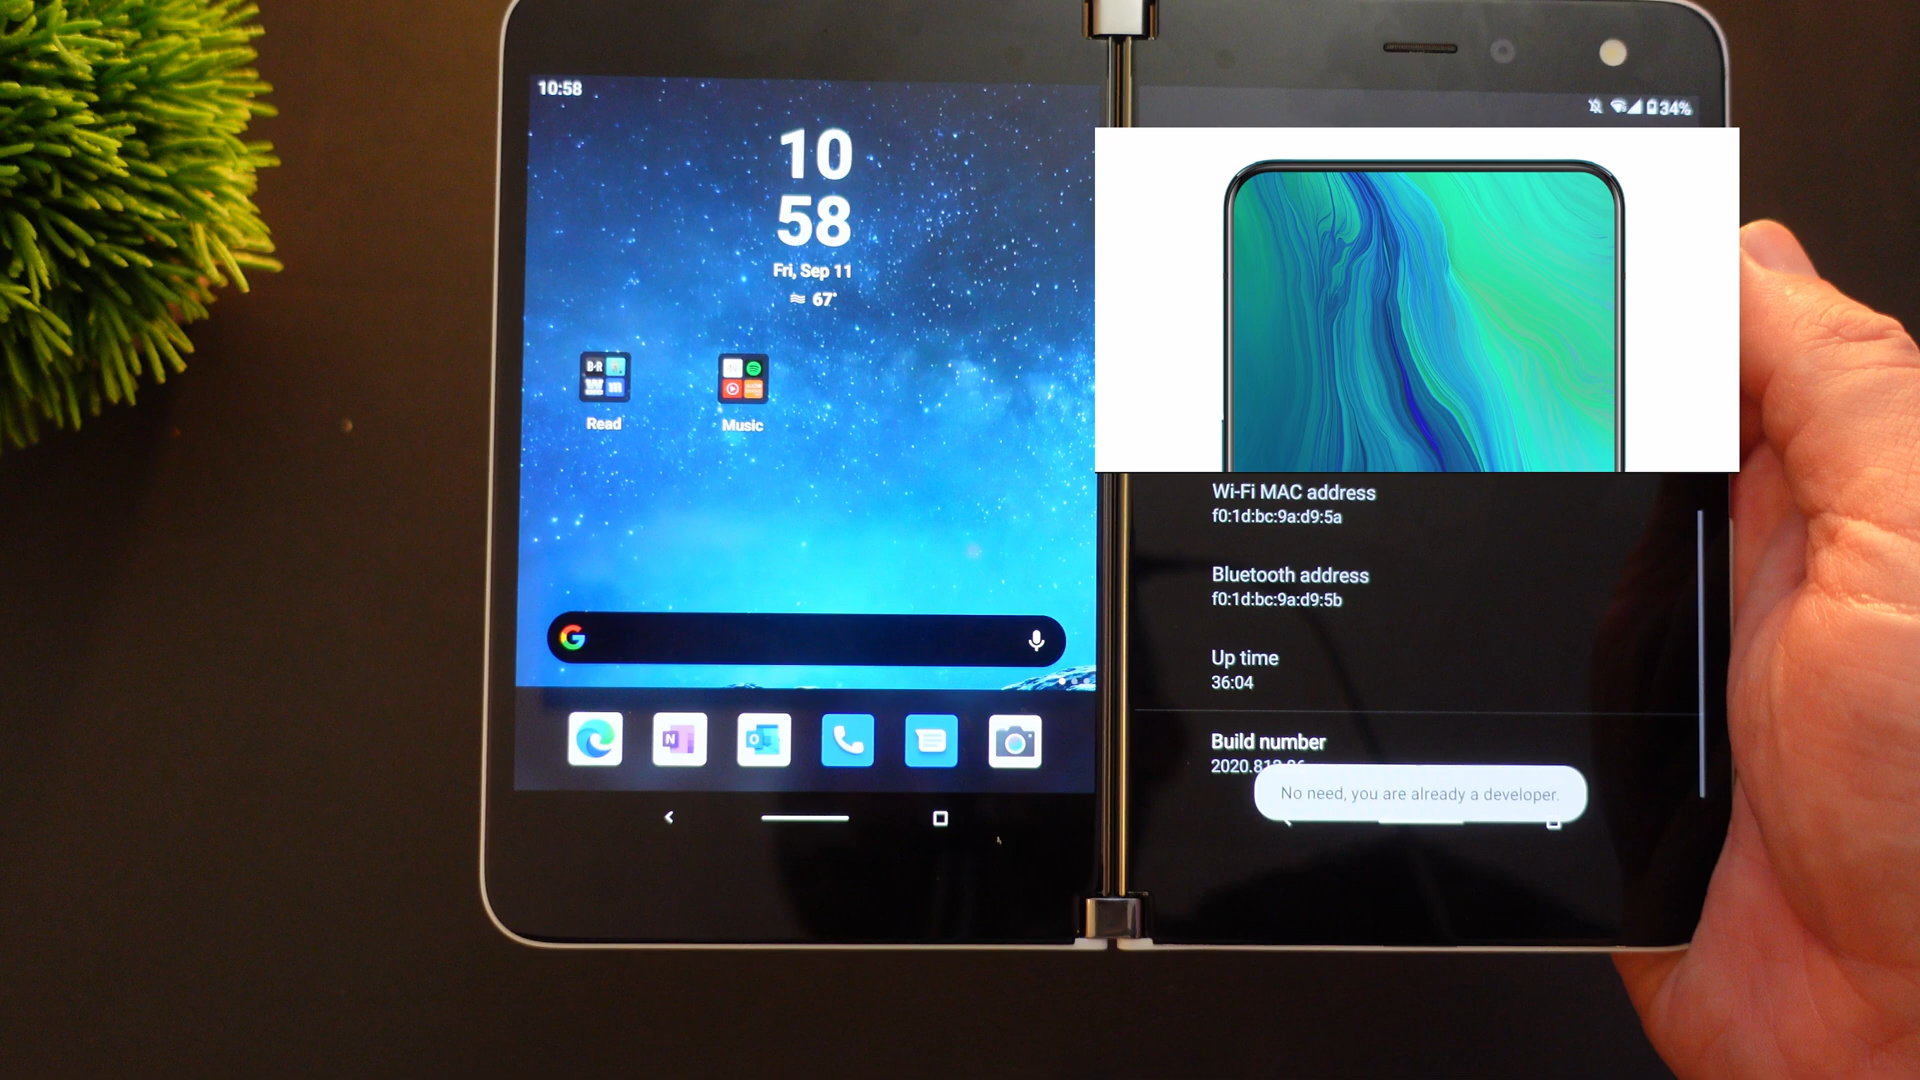 10:58
10
58
Fri, Sep 11
67°
Read
Music
34%
Wi-Fi MAC address
f0:1d:bc:9a:d9:5a
Bluetooth address
f0:1d:bc:9a:d9:5b
Up time
36:04
Build number
No need, you are already a developer.